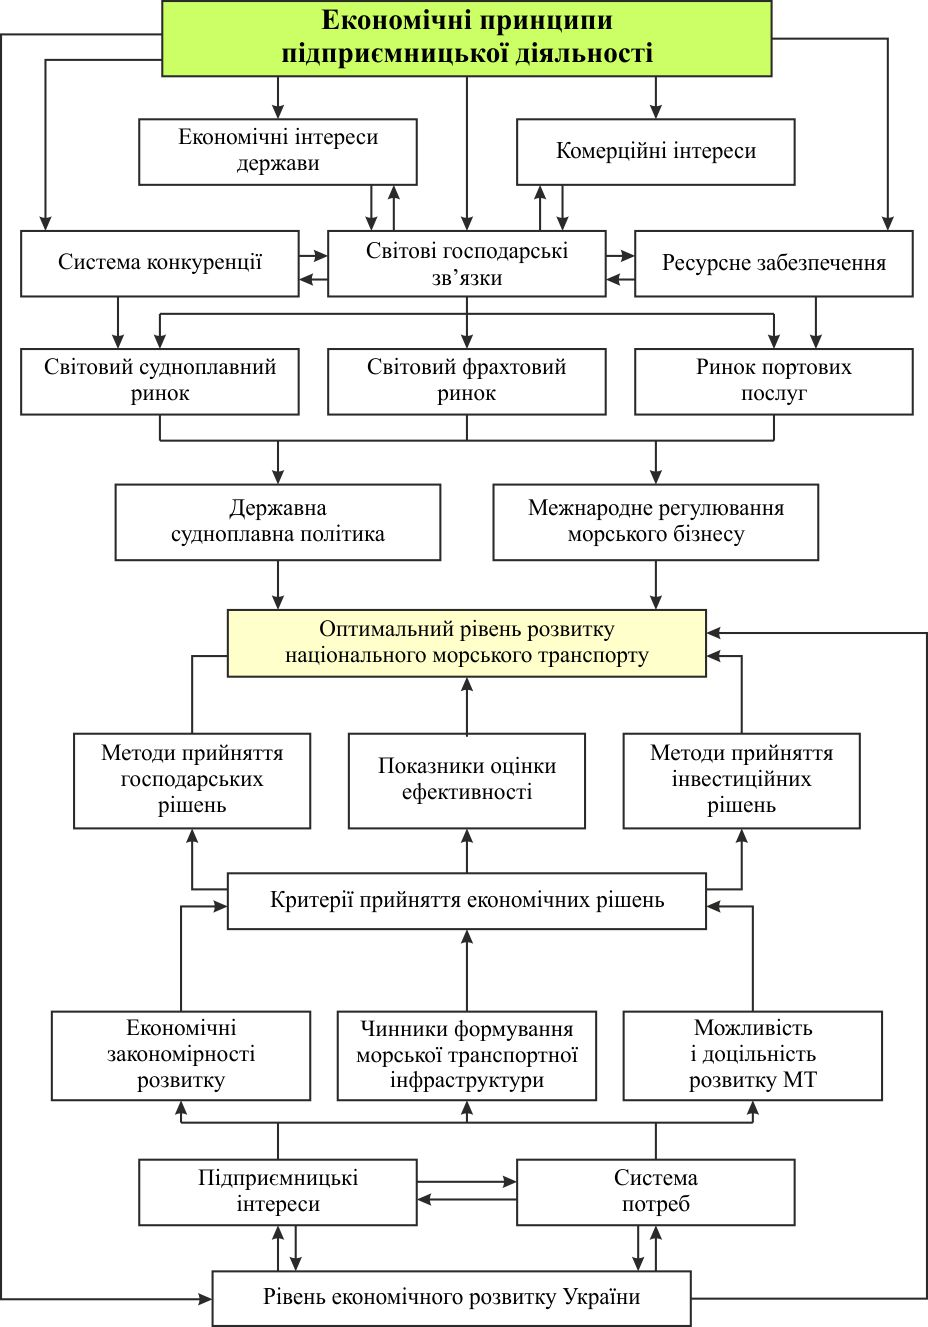 Економічні принципи
підприємницької діяльності
Економічні інтереси
держави
Комерційні інтереси
Система конкуренції
Світові господарські
зв’язки
Ресурсне забезпечення
Світовий судноплавний
ринок
Світовий фрахтовий
ринок
Ринок портових
послуг
Державна
судноплавна політика
Межнародне регулювання
морського бізнесу
Оптимальний рівень розвитку
національного морського транспорту
Методи прийняття
господарських
рішень
Показники оцінки
ефективності
Методи прийняття
інвестиційних
рішень
Критерії прийняття економічних рішень
Економічні
закономірності
розвитку
Чинники формування
морської транспортної
інфраструктури
Можливість
і доцільність
розвитку МТ
Підприємницькі
інтереси
Система
потреб
Рівень економічного розвитку України